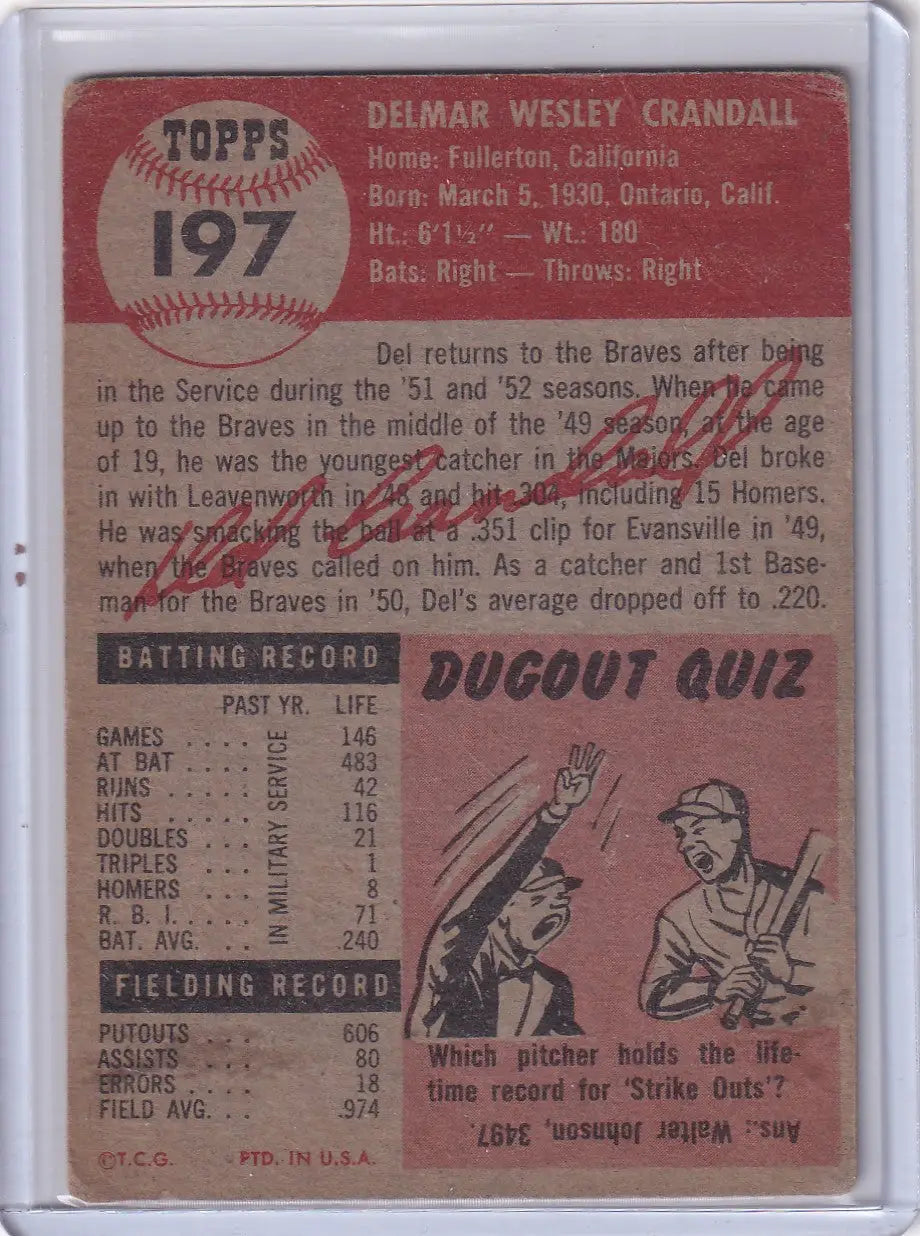 TOPPS
197
DELMAR WESLEY CRANDALL
Home: Fullerton, California
Born: March 5, 1930, Ontario, Calif.
Ht.: 6'1½" — Wt.: 180
Bats: Right — Throws: Right
Del returns to the Braves after being
in the Service during the '51 and '52 seasons. When he came
up to the Braves in the middle of the '49 season, at the age
of 19, he was the youngest catcher in the Majors. Del broke
in with Leavenworth in '48 and hit .304, including 15 Homers.
He was smacking the ball at a .351 clip for Evansville in '49,
when the Braves called on him. As a catcher and 1st Base-
man for the Braves in '50, Del's average dropped off to .220.
Del Crandall
BATTING RECORD
PAST YR. LIFE
GAMES .... 146
AT BAT .... 483
RUNS ..... 42
HITS ..... 116
DOUBLES ... 21
TRIPLES ... 1
HOMERS ... 8
R. B. I. .... 71
BAT. AVG. .. .240
IN MILITARY SERVICE
FIELDING RECORD
PUTOUTS ... 606
ASSISTS ... 80
ERRORS .... 18
FIELD AVG. .. .974
©T.C.G. PTD. IN U.S.A.
DUGOUT QUIZ
Which pitcher holds the life-
time record for 'Strike Outs'?
Ans.: Walter Johnson, 3497.